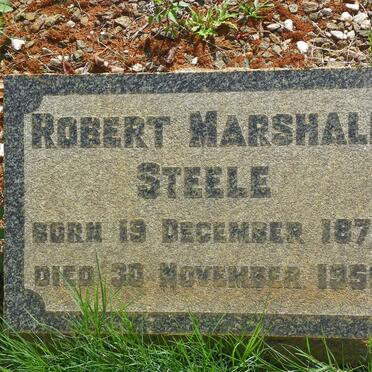 ROBERT MARSHALL
STEELE
BORN 19 DECEMBER 187
DIED 30 NOVEMBER 195